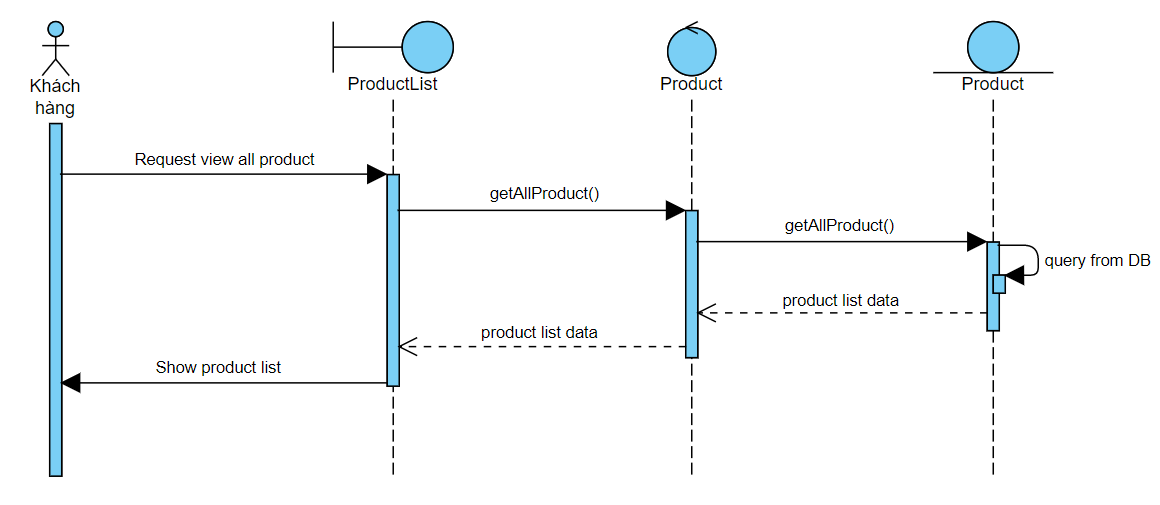 Khách
hàng
ProductList
Product
Product
Request view all product
getAllProduct()
getAllProduct()
query from DB
product list data
product list data
Show product list